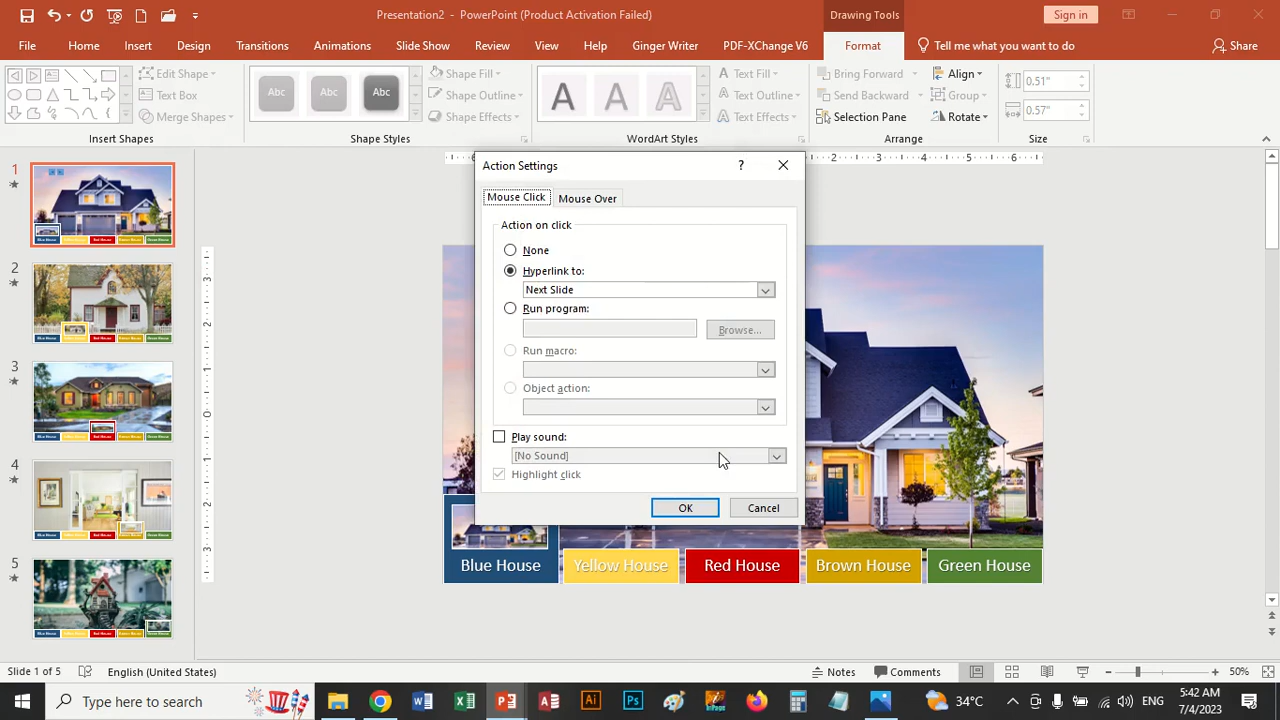 Presentation2 - PowerPoint (Product Activation Failed)
Drawing Tools
Sign in
File Home Insert Design Transitions Animations Slide Show Review View Help Ginger Writer PDF-XChange V6 Format Tell me what you want to do Share
Edit Shape
Text Box
Merge Shapes
Insert Shapes
Abc Abc Abc
Shape Fill
Shape Outline
Shape Effects
Shape Styles
A A A
Text Fill
Text Outline
Text Effects
WordArt Styles
Bring Forward
Send Backward
Selection Pane
Align
Group
Rotate
Arrange
0.51"
0.57"
Size
1
2
3
4
5
Action Settings
?
Mouse Click Mouse Over
Action on click
None
Hyperlink to:
Next Slide
Run program:
Browse...
Run macro:
Object action:
Play sound:
[No Sound]
Highlight click
OK Cancel
Blue House Yellow House Red House Brown House Green House
Slide 1 of 5 English (United States) Notes Comments 50%
Type here to search
34°C ENG
5:42 AM
7/4/2023